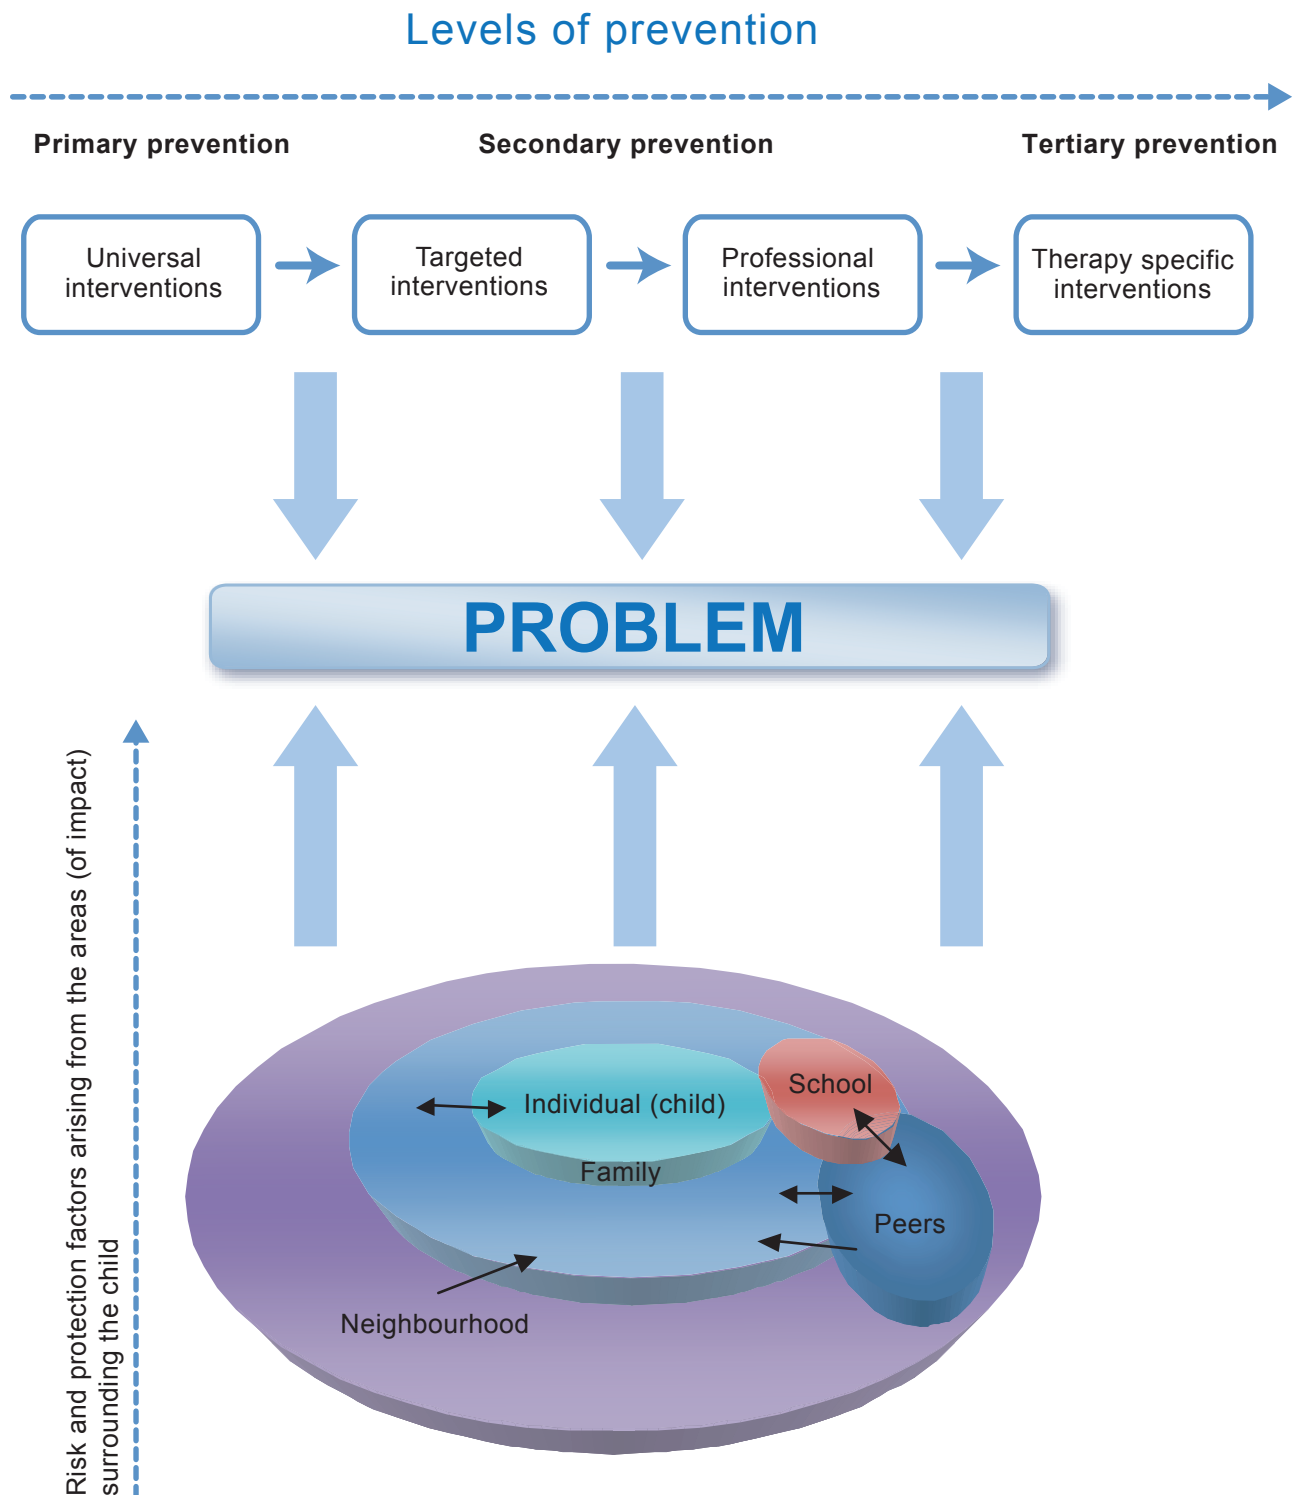 Levels of prevention
Primary prevention
Secondary prevention
Tertiary prevention
Universal
interventions
Targeted
interventions
Professional
interventions
Therapy specific
interventions
PROBLEM
Risk and protection factors arising from the areas (of impact)
surrounding the child
School
Individual (child)
Family
Peers
Neighbourhood